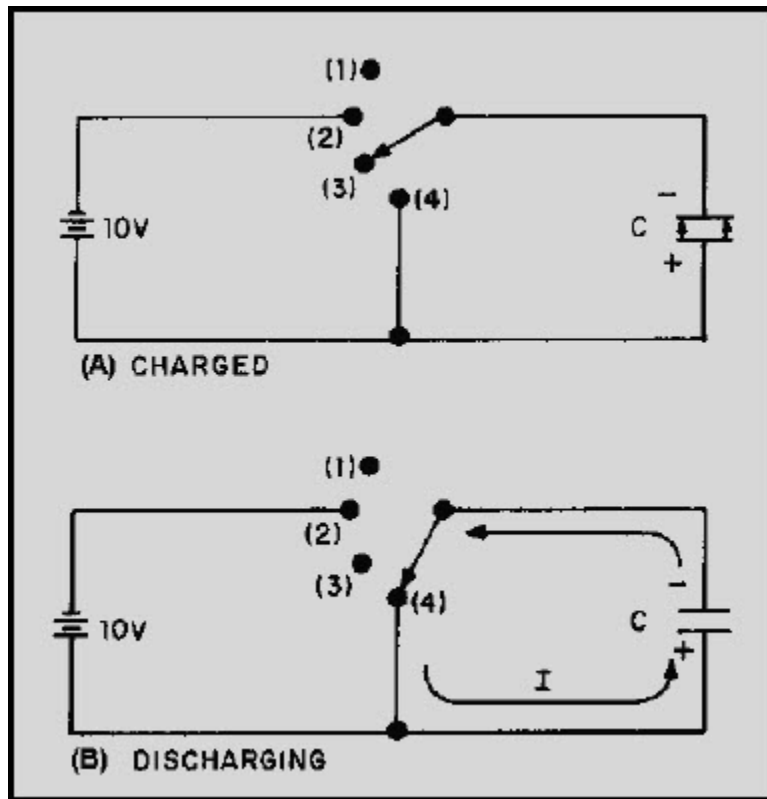 (1)
(2)
(3)
(4)
10V
-
C
+
(A) CHARGED
(1)
(2)
(3)
(4)
10V
-
C
+
I
(B) DISCHARGING